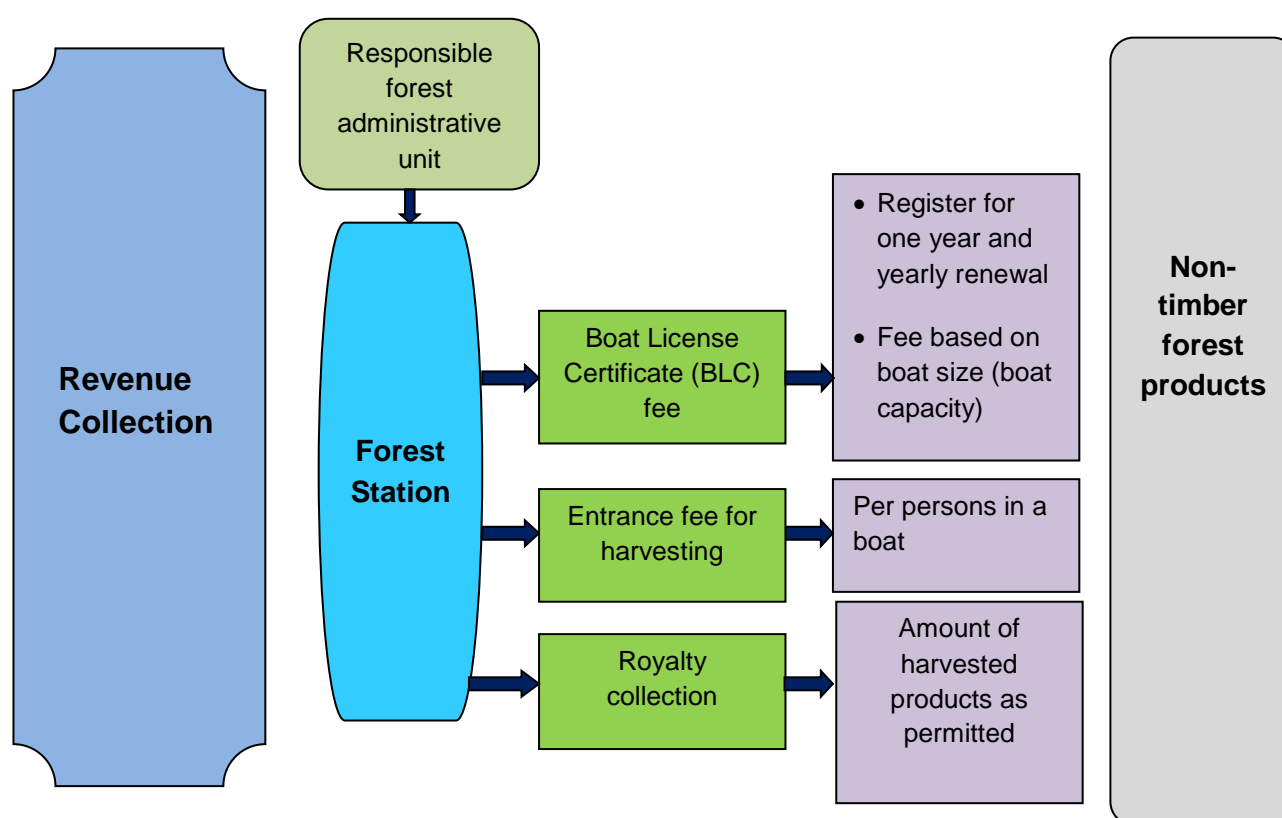 Responsible
forest
administrative
unit
Revenue
Collection
Forest
Station
Boat License
Certificate (BLC)
fee
• Register for
one year and
yearly renewal
• Fee based on
boat size (boat
capacity)
Entrance fee for
harvesting
Per persons in a
boat
Royalty
collection
Amount of
harvested
products as
permitted
Non-
timber
forest
products